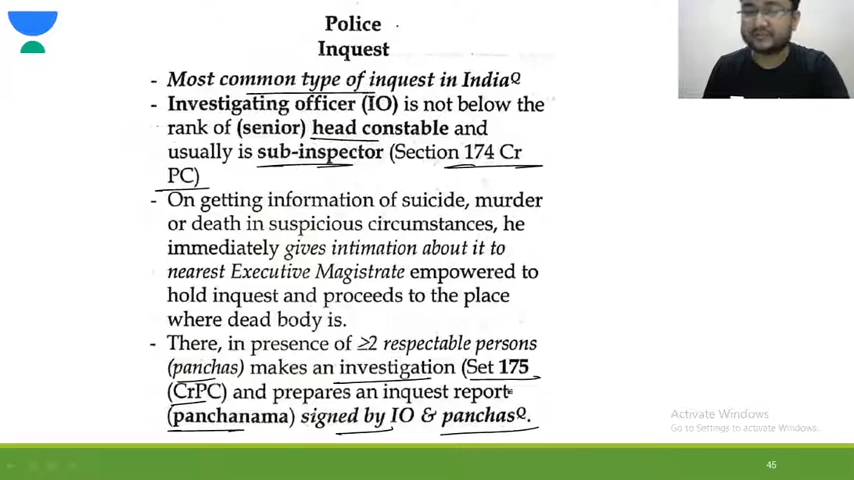 Police
Inquest
- Most common type of inquest in IndiaQ
- Investigating officer (IO) is not below the
rank of (senior) head constable and
usually is sub-inspector (Section 174 Cr
PC)
- On getting information of suicide, murder
or death in suspicious circumstances, he
immediately gives intimation about it to
nearest Executive Magistrate empowered to
hold inquest and proceeds to the place
where dead body is.
- There, in presence of ≥2 respectable persons
(panchas) makes an investigation (Set 175
(CrPC) and prepares an inquest report
(panchanama) signed by IO & panchasQ.
Activate Windows
Go to Settings to activate Windows.
45